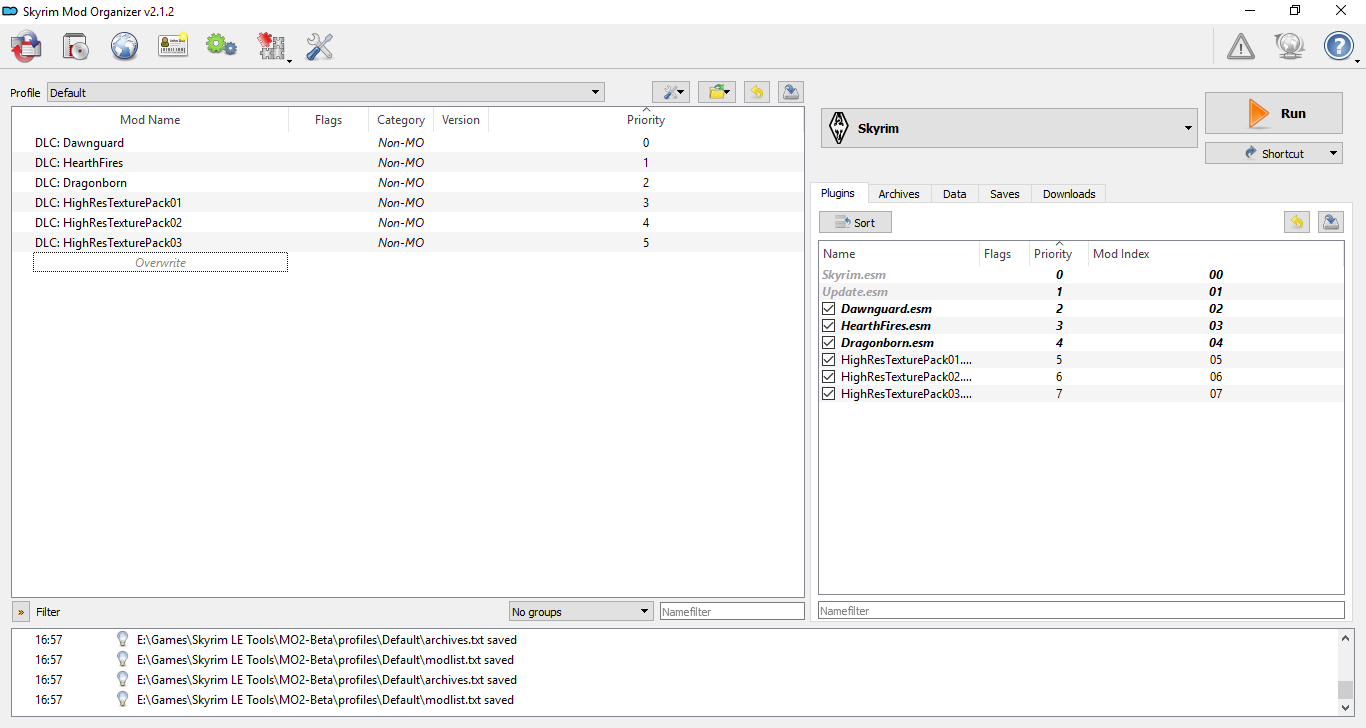 Skyrim Mod Organizer v2.1.2
Profile Default
Mod Name Flags Category Version Priority
DLC: Dawnguard Non-MO 0
DLC: HearthFires Non-MO 1
DLC: Dragonborn Non-MO 2
DLC: HighResTexturePack01 Non-MO 3
DLC: HighResTexturePack02 Non-MO 4
DLC: HighResTexturePack03 Non-MO 5
Overwrite
» Filter No groups Namefilter
Skyrim
Run
Shortcut
Plugins Archives Data Saves Downloads
Sort
Name Flags Priority Mod Index
Skyrim.esm 0 00
Update.esm 1 01
Dawnguard.esm 2 02
HearthFires.esm 3 03
Dragonborn.esm 4 04
HighResTexturePack01.... 5 05
HighResTexturePack02.... 6 06
HighResTexturePack03.... 7 07
Namefilter
16:57 E:\Games\Skyrim LE Tools\MO2-Beta\profiles\Default\archives.txt saved
16:57 E:\Games\Skyrim LE Tools\MO2-Beta\profiles\Default\modlist.txt saved
16:57 E:\Games\Skyrim LE Tools\MO2-Beta\profiles\Default\archives.txt saved
16:57 E:\Games\Skyrim LE Tools\MO2-Beta\profiles\Default\modlist.txt saved